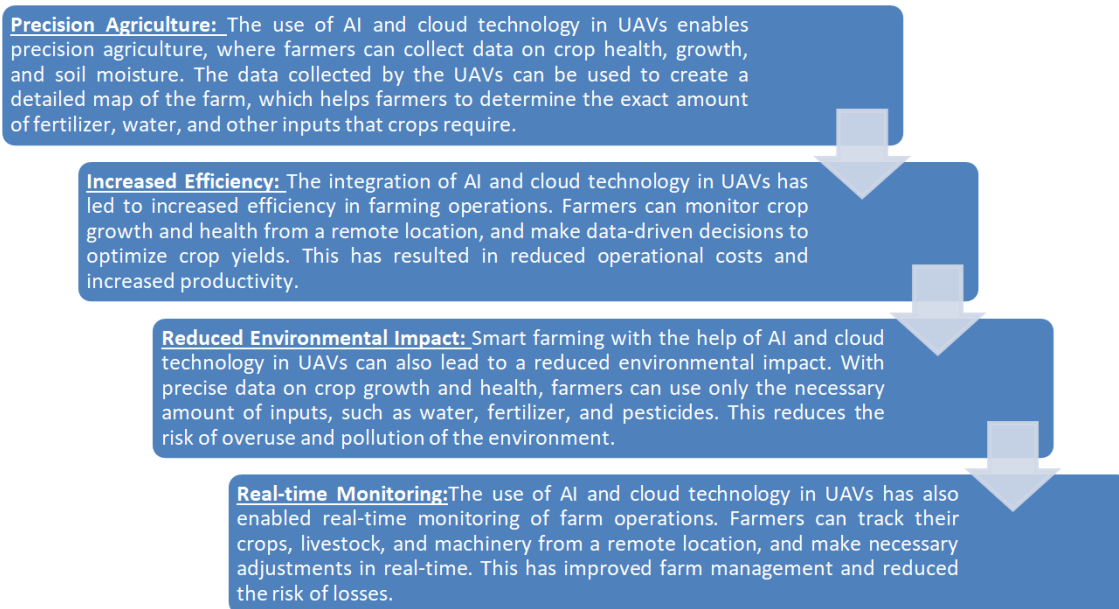 Precision Agriculture: The use of AI and cloud technology in UAVs enables
precision agriculture, where farmers can collect data on crop health, growth,
and soil moisture. The data collected by the UAVs can be used to create a
detailed map of the farm, which helps farmers to determine the exact amount
of fertilizer, water, and other inputs that crops require.
Increased Efficiency: The integration of AI and cloud technology in UAVs has
led to increased efficiency in farming operations. Farmers can monitor crop
growth and health from a remote location, and make data-driven decisions to
optimize crop yields. This has resulted in reduced operational costs and
increased productivity.
Reduced Environmental Impact: Smart farming with the help of AI and cloud
technology in UAVs can also lead to a reduced environmental impact. With
precise data on crop growth and health, farmers can use only the necessary
amount of inputs, such as water, fertilizer, and pesticides. This reduces the
risk of overuse and pollution of the environment.
Real-time Monitoring:The use of AI and cloud technology in UAVs has also
enabled real-time monitoring of farm operations. Farmers can track their
crops, livestock, and machinery from a remote location, and make necessary
adjustments in real-time. This has improved farm management and reduced
the risk of losses.